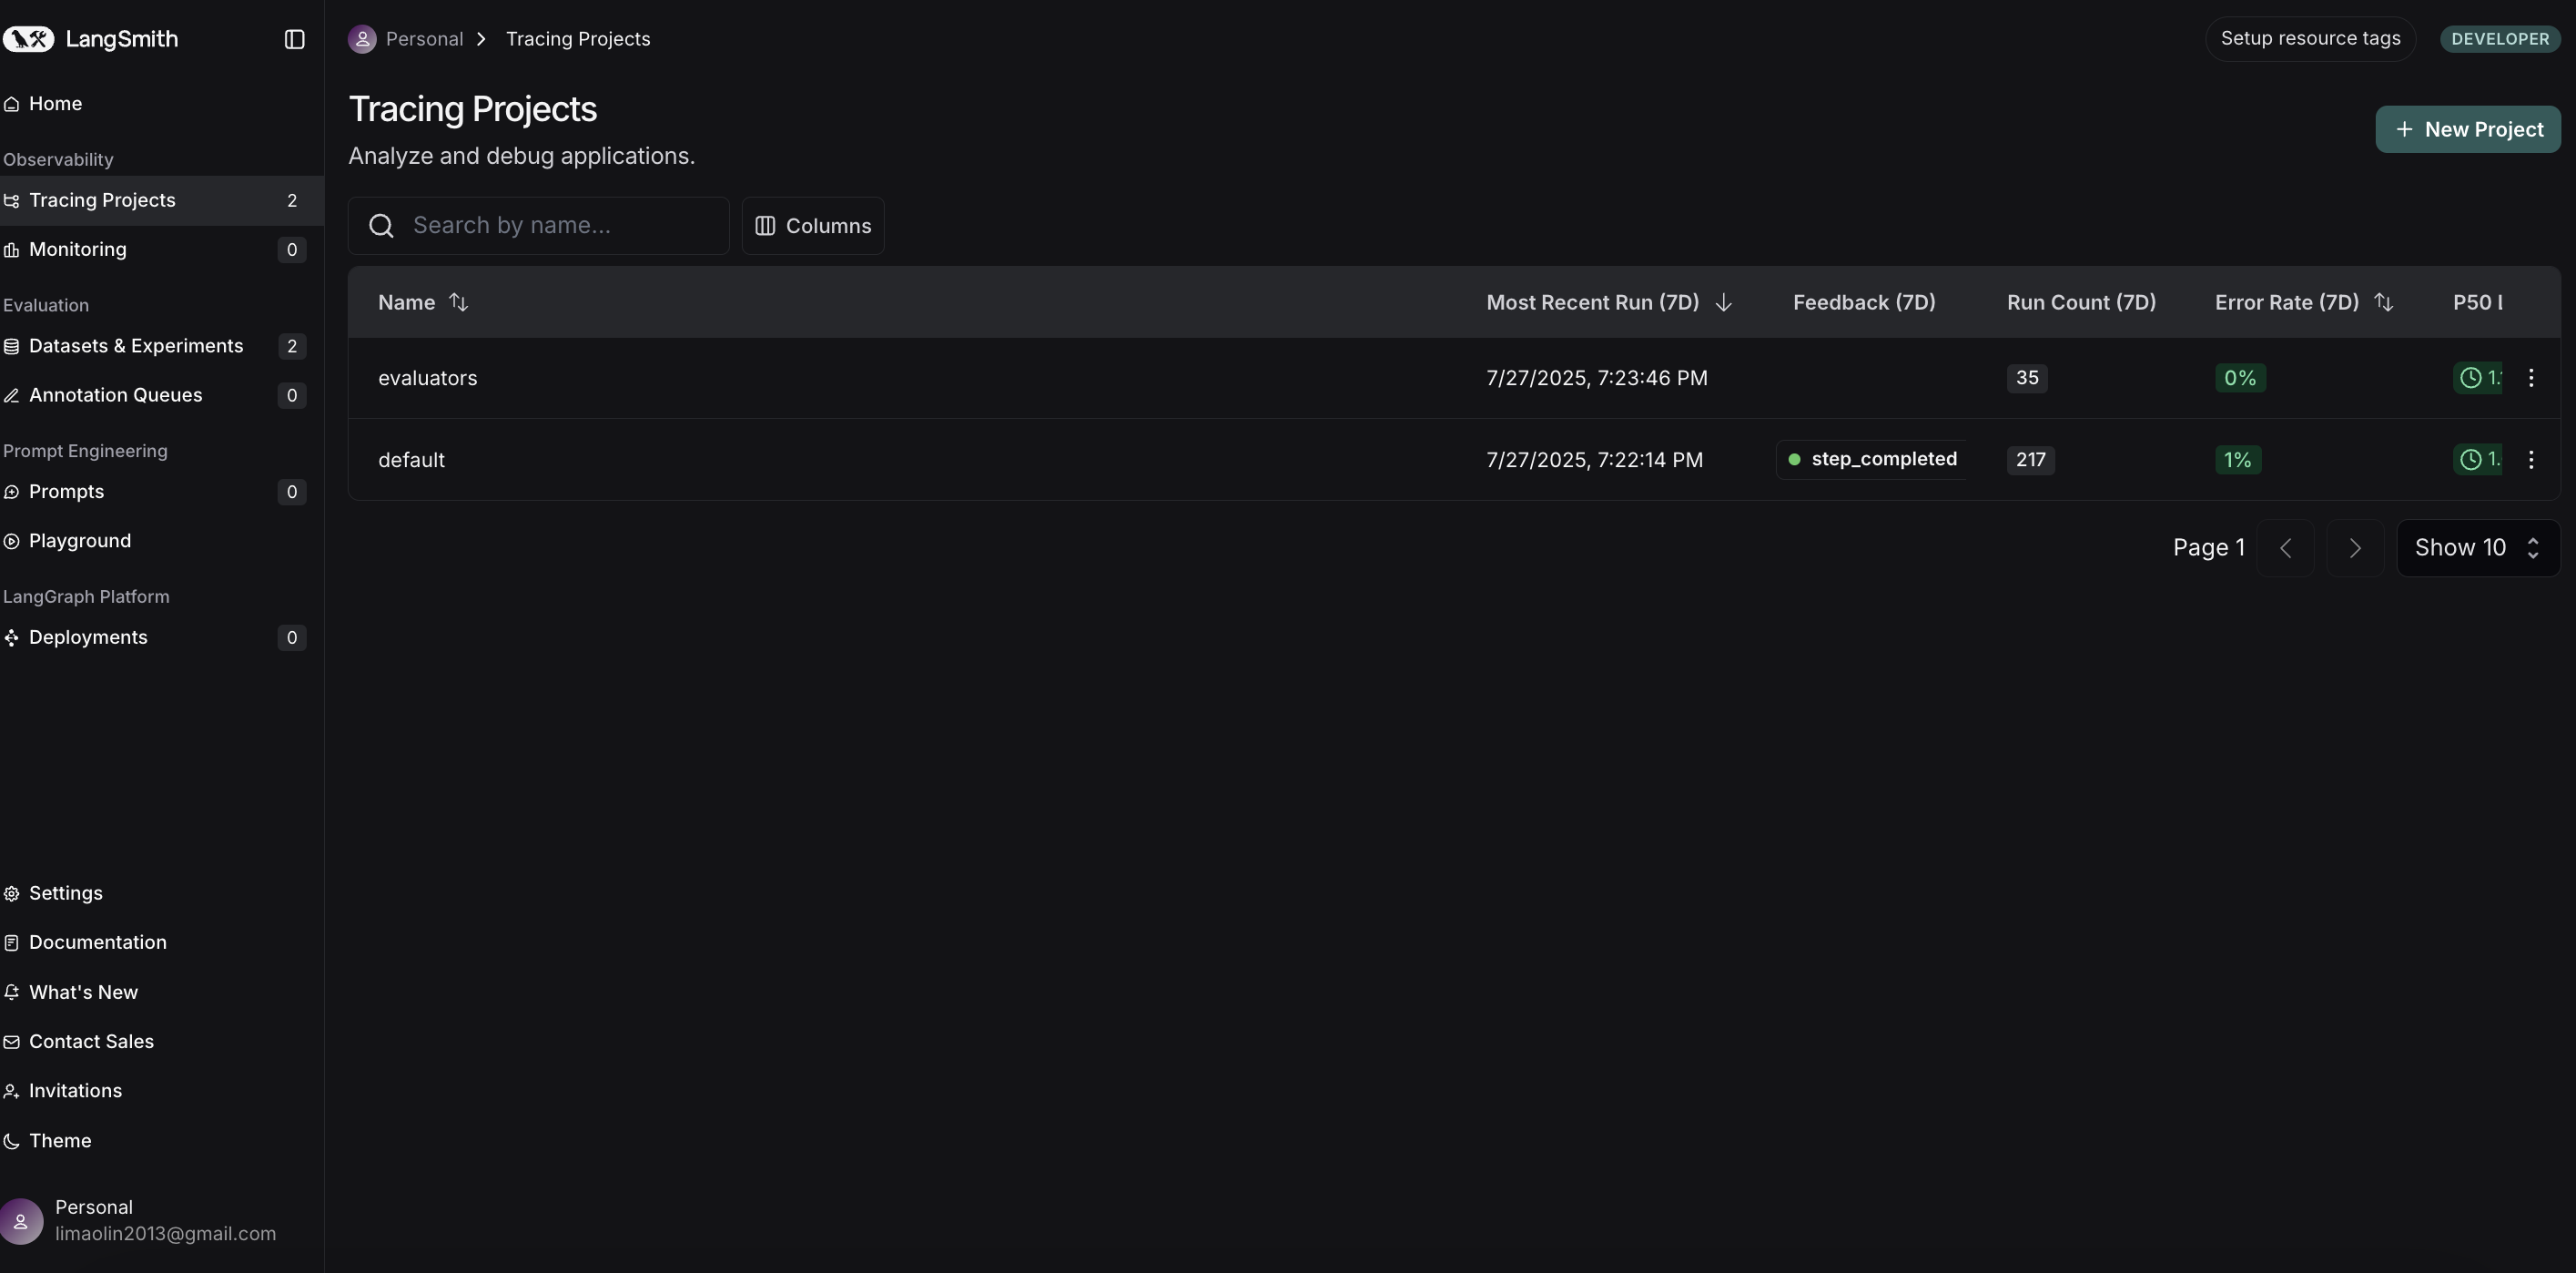 LangSmith
Home
Observability
Tracing Projects 2
Monitoring 0
Evaluation
Datasets & Experiments 2
Annotation Queues 0
Prompt Engineering
Prompts 0
Playground
LangGraph Platform
Deployments 0
Settings
Documentation
What's New
Contact Sales
Invitations
Theme
Personal
limaolin2013@gmail.com
Personal > Tracing Projects
Setup resource tags DEVELOPER
Tracing Projects
Analyze and debug applications.
+ New Project
Search by name...
Columns
Name Most Recent Run (7D) Feedback (7D) Run Count (7D) Error Rate (7D) P50
evaluators 7/27/2025, 7:23:46 PM 35 0% 1.
default 7/27/2025, 7:22:14 PM step_completed 217 1% 1.
Page 1 Show 10